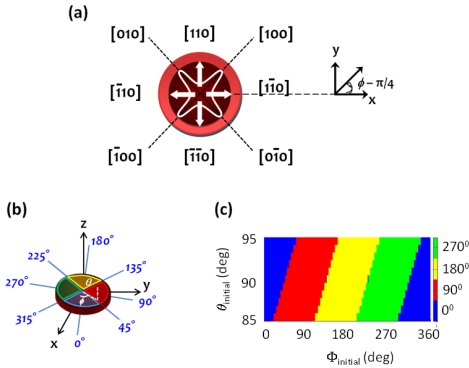 (a)
[010] [110] [100]
[1̄10] [11̄0]
[1̄00] [1̄1̄0] [01̄0]
y
ϕ−π/4
x
(b)
z
180°
225°
135°
θ
270°
y
90°
ϕ
315°
45°
x
0°
(c)
95
90
85
θinitial (deg)
0 90 180 270 360
Φinitial (deg)
270⁰
180⁰
90⁰
0⁰